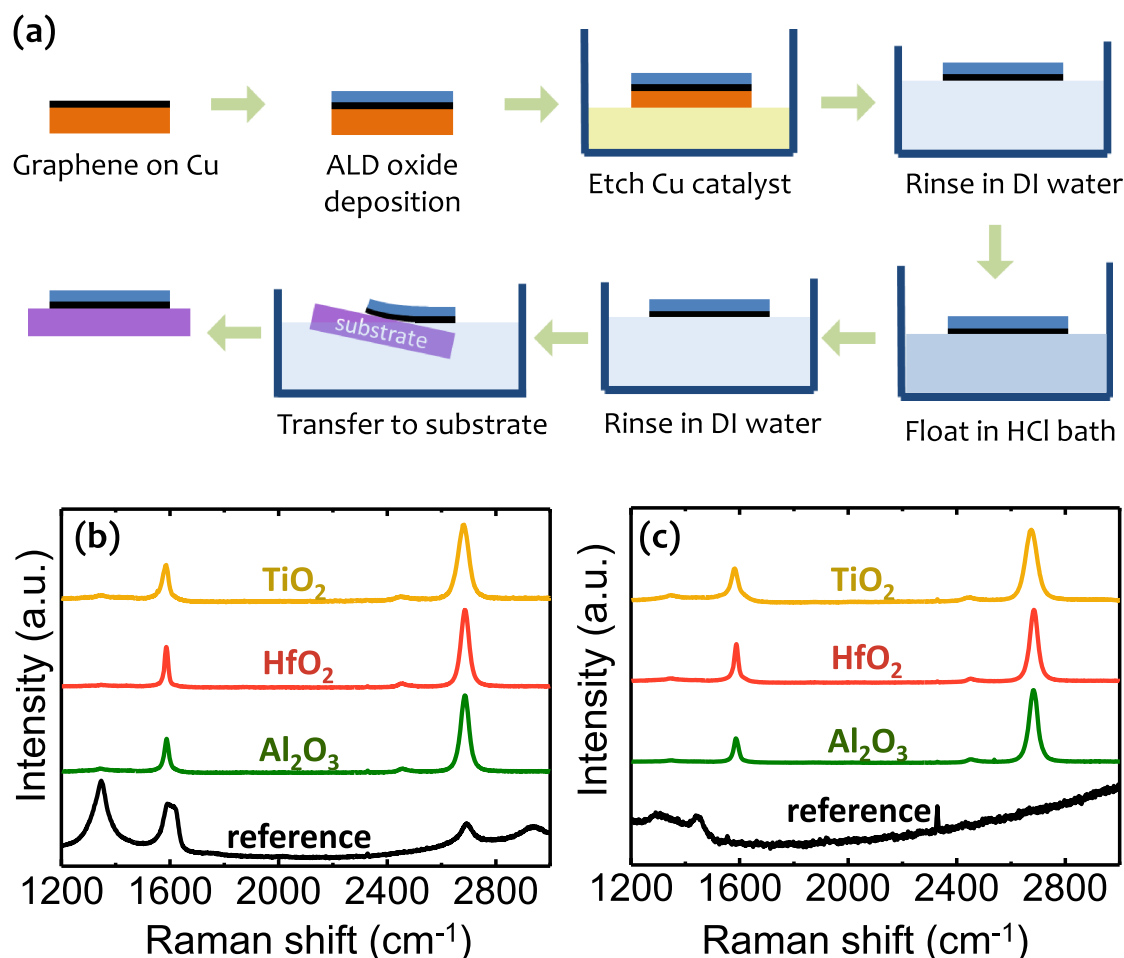 (a)
Graphene on Cu
ALD oxide
deposition
Etch Cu catalyst
Rinse in DI water
substrate
Transfer to substrate
Rinse in DI water
Float in HCl bath
(b)
TiO₂
HfO₂
Al₂O₃
reference
Intensity (a.u.)
1200 1600 2000 2400 2800
Raman shift (cm⁻¹)
(c)
TiO₂
HfO₂
Al₂O₃
reference
Intensity (a.u.)
1200 1600 2000 2400 2800
Raman shift (cm⁻¹)